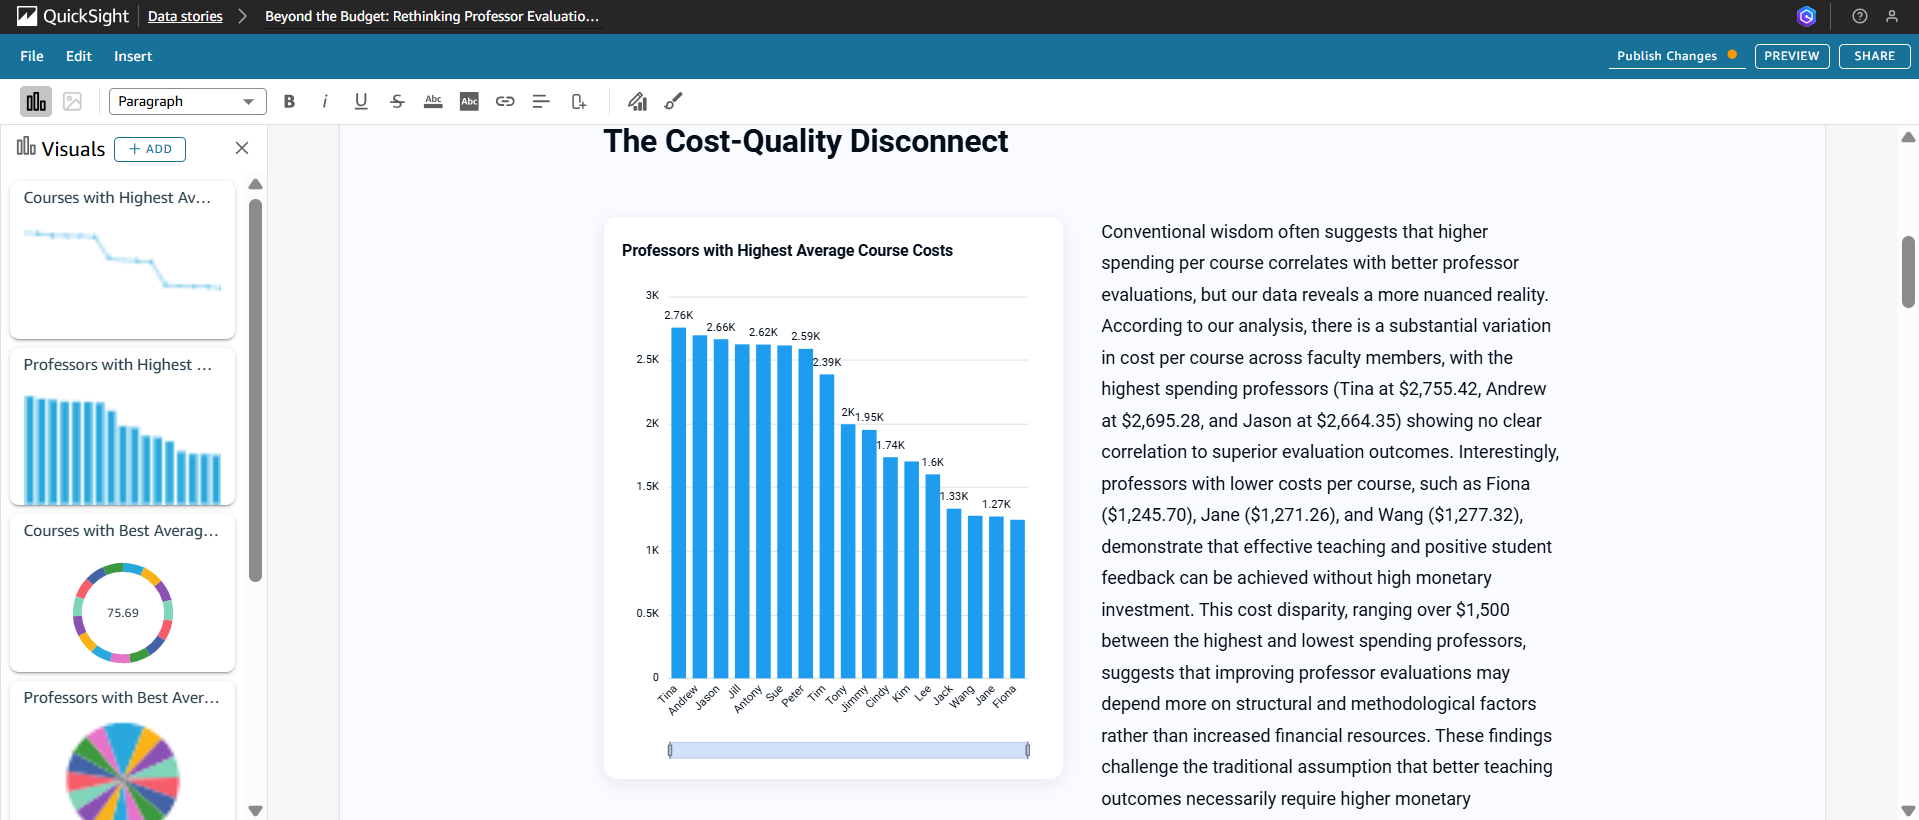 QuickSight
Data stories
Beyond the Budget: Rethinking Professor Evaluatio...
File
Edit
Insert
Publish Changes
PREVIEW
SHARE
Paragraph
B
i
U
S
Abc
Abc
Visuals
+ ADD
Courses with Highest Av...
Professors with Highest ...
Courses with Best Averag...
75.69
Professors with Best Aver...
The Cost-Quality Disconnect
Professors with Highest Average Course Costs
3K
2.5K
2K
1.5K
1K
0.5K
0
2.76K
2.66K
2.62K
2.59K
2.39K
2K
1.95K
1.74K
1.6K
1.33K
1.27K
Tina
Andrew
Jason
Jill
Antony
Sue
Peter
Tim
Tony
Jimmy
Cindy
Kim
Lee
Jack
Wang
Jane
Fiona
Conventional wisdom often suggests that higher
spending per course correlates with better professor
evaluations, but our data reveals a more nuanced reality.
According to our analysis, there is a substantial variation
in cost per course across faculty members, with the
highest spending professors (Tina at $2,755.42, Andrew
at $2,695.28, and Jason at $2,664.35) showing no clear
correlation to superior evaluation outcomes. Interestingly,
professors with lower costs per course, such as Fiona
($1,245.70), Jane ($1,271.26), and Wang ($1,277.32),
demonstrate that effective teaching and positive student
feedback can be achieved without high monetary
investment. This cost disparity, ranging over $1,500
between the highest and lowest spending professors,
suggests that improving professor evaluations may
depend more on structural and methodological factors
rather than increased financial resources. These findings
challenge the traditional assumption that better teaching
outcomes necessarily require higher monetary